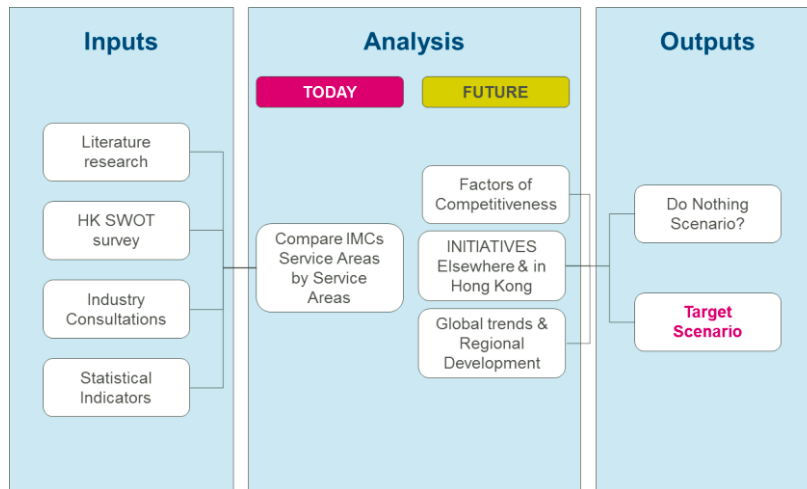 Inputs
Literature
research
HK SWOT
survey
Industry
Consultations
Statistical
Indicators
Analysis
TODAY
Compare IMCs
Service Areas
by Service
Areas
FUTURE
Factors of
Competitiveness
INITIATIVES
Elsewhere & in
Hong Kong
Global trends &
Regional
Development
Outputs
Do Nothing
Scenario?
Target
Scenario